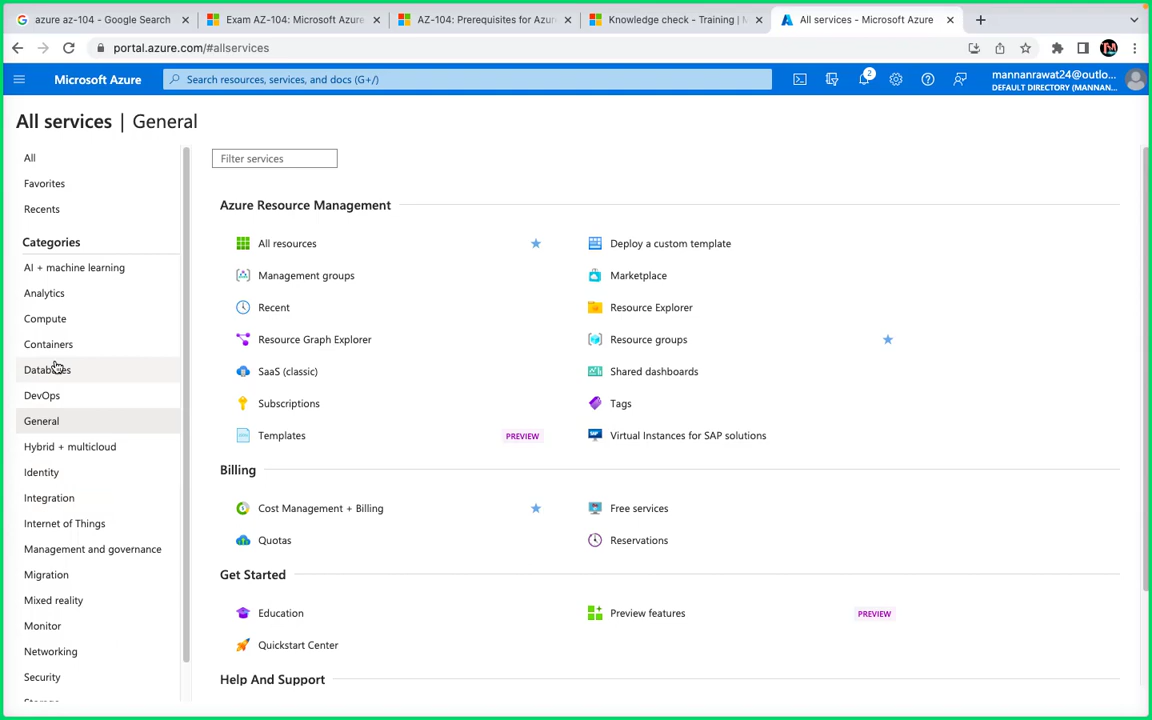 azure az-104 - Google Search
Exam AZ-104: Microsoft Azure
AZ-104: Prerequisites for Azur
Knowledge check - Training | M
All services - Microsoft Azure
portal.azure.com/#allservices
Microsoft Azure
Search resources, services, and docs (G+/)
2
mannanrawat24@outlo...
DEFAULT DIRECTORY (MANNAN...
All services | General
All
Favorites
Recents
Categories
AI + machine learning
Analytics
Compute
Containers
Databases
DevOps
General
Hybrid + multicloud
Identity
Integration
Internet of Things
Management and governance
Migration
Mixed reality
Monitor
Networking
Security
Filter services
Azure Resource Management
All resources
Deploy a custom template
Management groups
Marketplace
Recent
Resource Explorer
Resource Graph Explorer
Resource groups
SaaS (classic)
Shared dashboards
Subscriptions
Tags
Templates PREVIEW
Virtual Instances for SAP solutions
Billing
Cost Management + Billing
Free services
Quotas
Reservations
Get Started
Education
Preview features PREVIEW
Quickstart Center
Help And Support